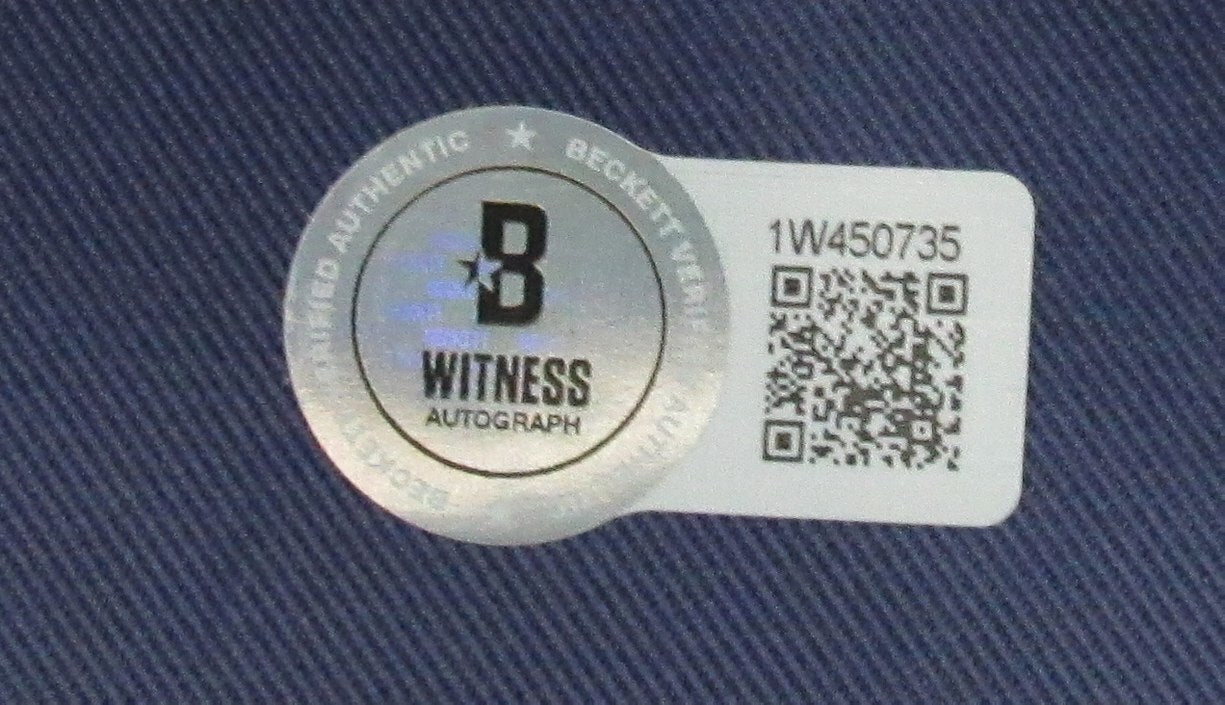 BECKETT VERIFIED AUTHENTIC
BECKETT VERIFIED AUTHENTIC
B
WITNESS
AUTOGRAPH
1W450735